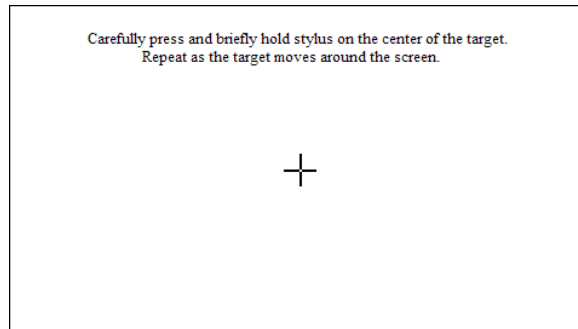 Carefully press and briefly hold stylus on the center of the target.
Repeat as the target moves around the screen.